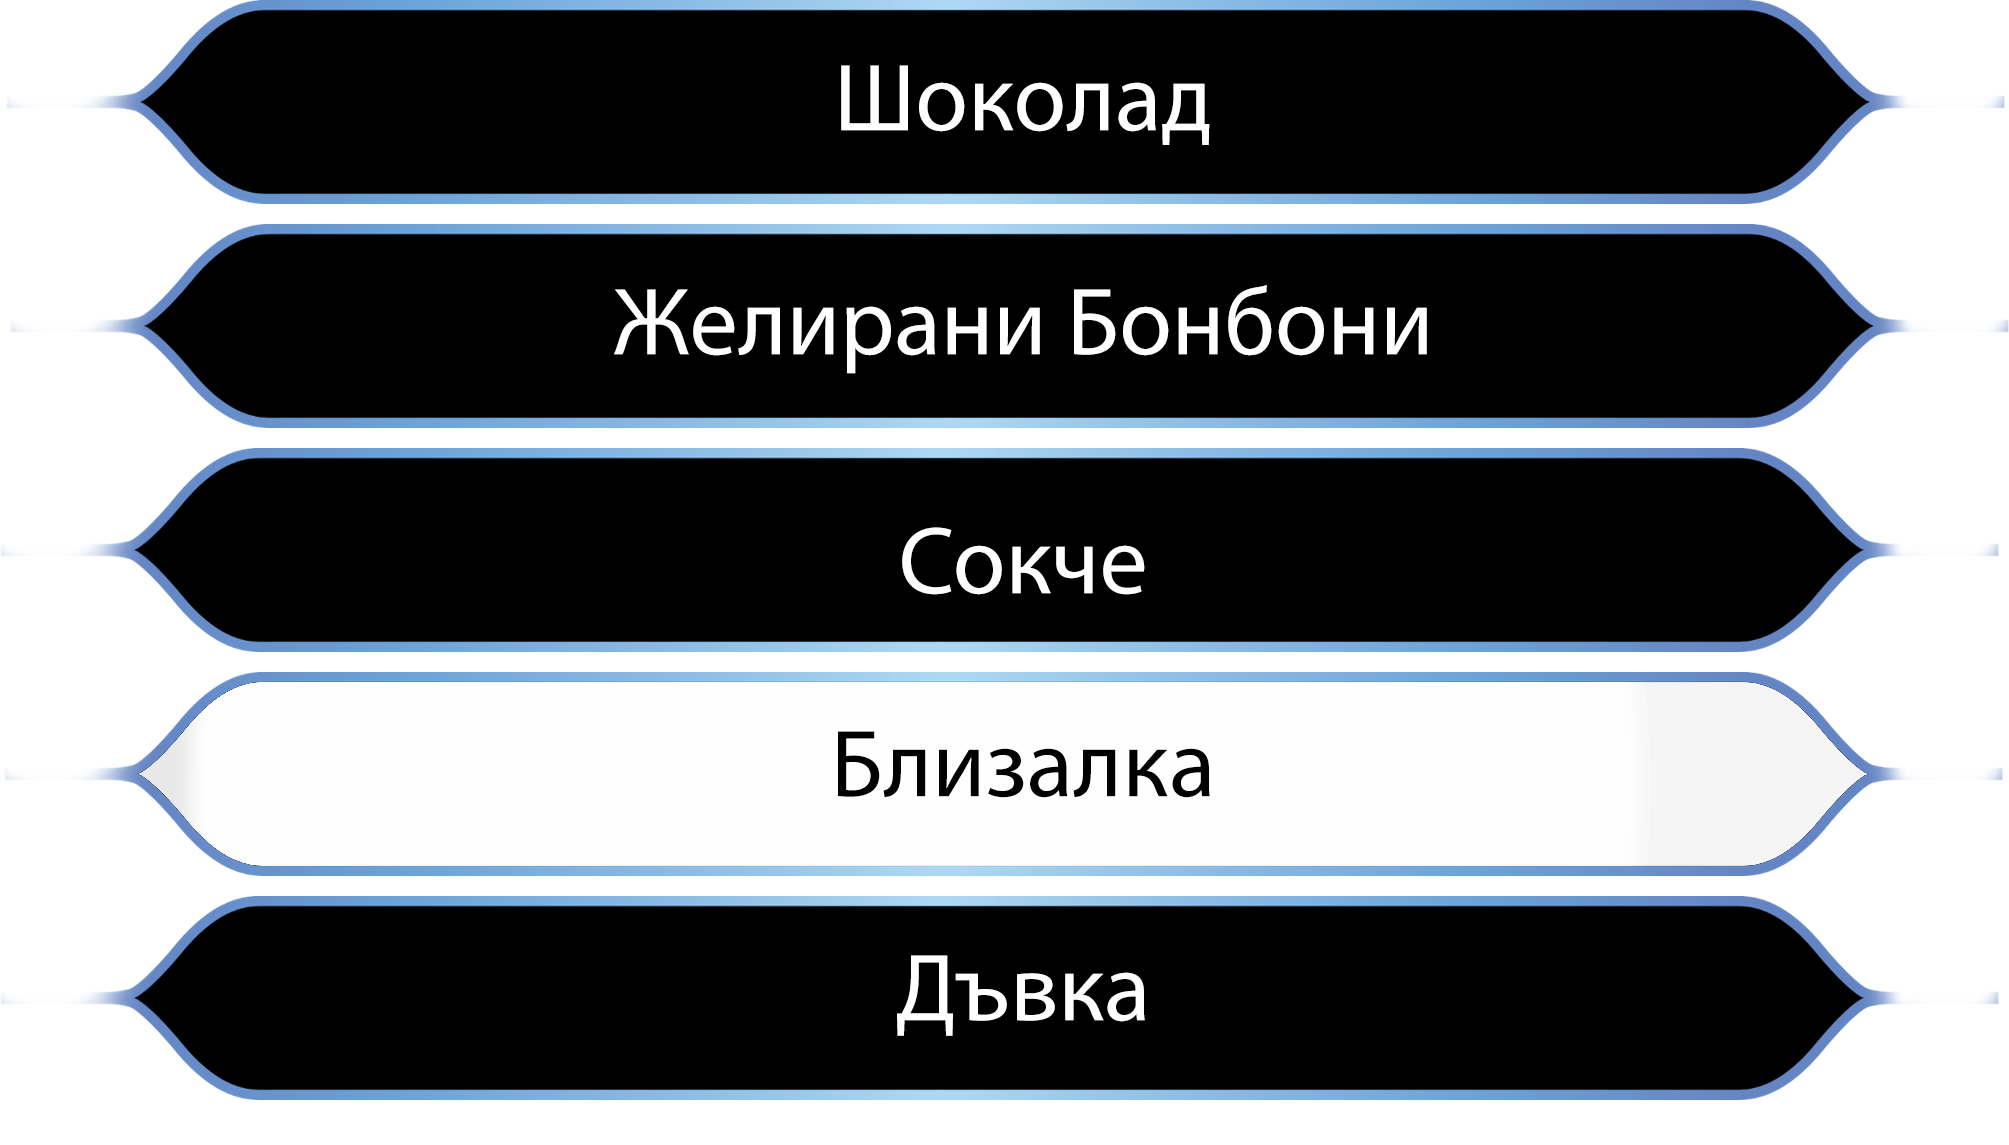 Шоколад
Желирани Бонбони
Сокче
Близалка
Дъвка